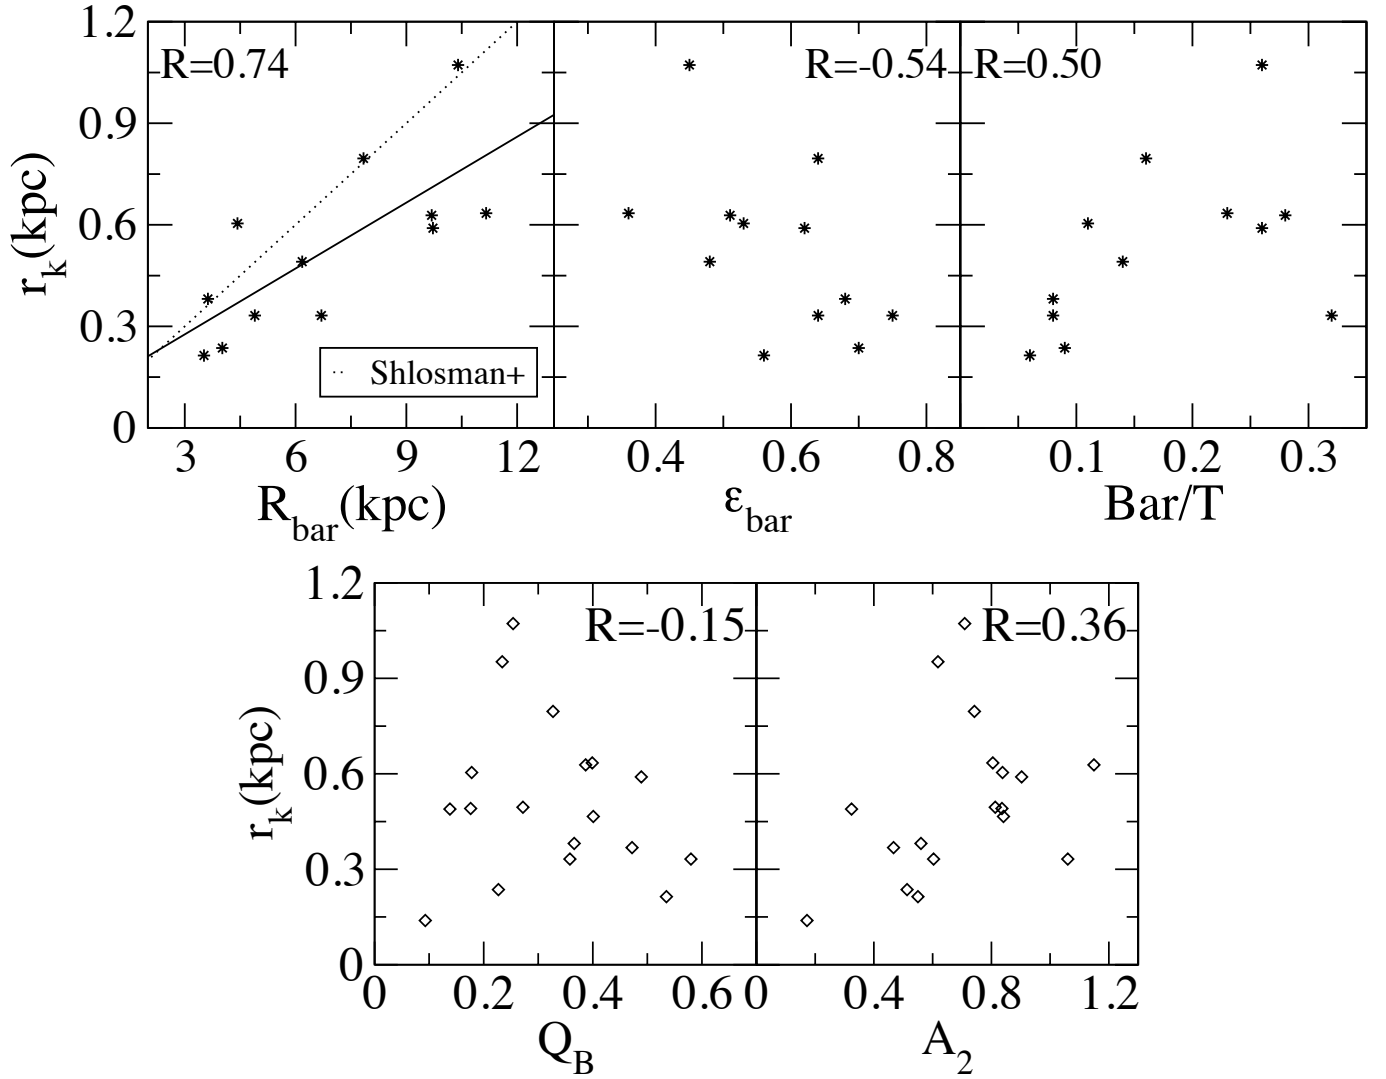 1.2
0.9
0.6
0.3
0
r_k(kpc)
R=0.74
R=-0.54
R=0.50
Shlosman+
3 6 9 12
0.4 0.6 0.8
0.1 0.2 0.3
R_bar(kpc)
ε_bar
Bar/T
1.2
0.9
0.6
0.3
0
r_k(kpc)
R=-0.15
R=0.36
0 0.2 0.4 0.6
0 0.4 0.8 1.2
Q_B
A_2